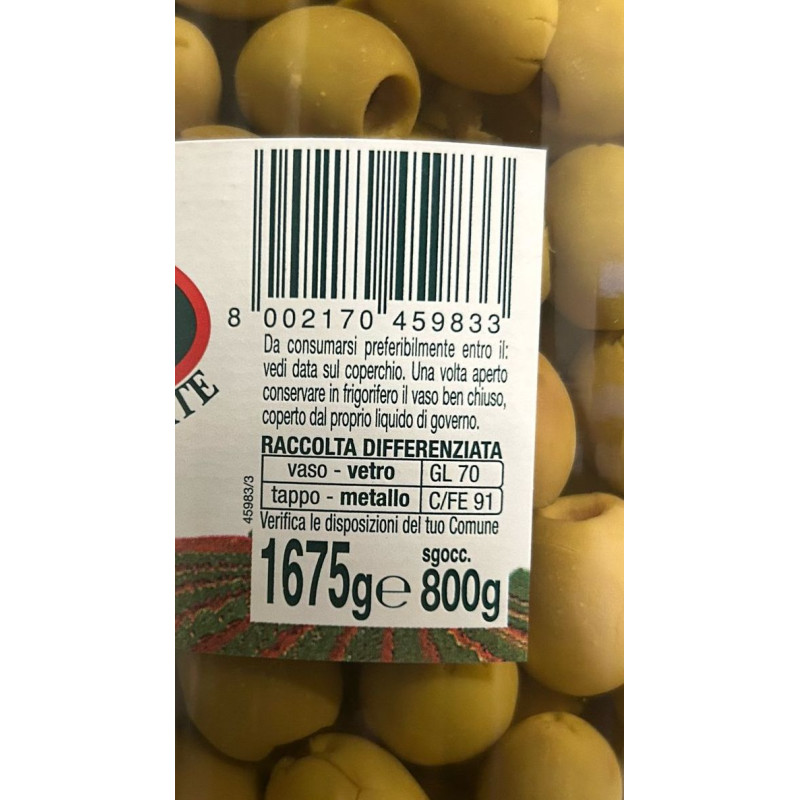 8 002170 459833
Da consumarsi preferibilmente entro il:
vedi data sul coperchio. Una volta aperto
conservare in frigorifero il vaso ben chiuso,
coperto dal proprio liquido di governo.
RACCOLTA DIFFERENZIATA
vaso - vetro GL 70
tappo - metallo C/FE 91
Verifica le disposizioni del tuo Comune
45983/3
sgocc.
1675g e 800g